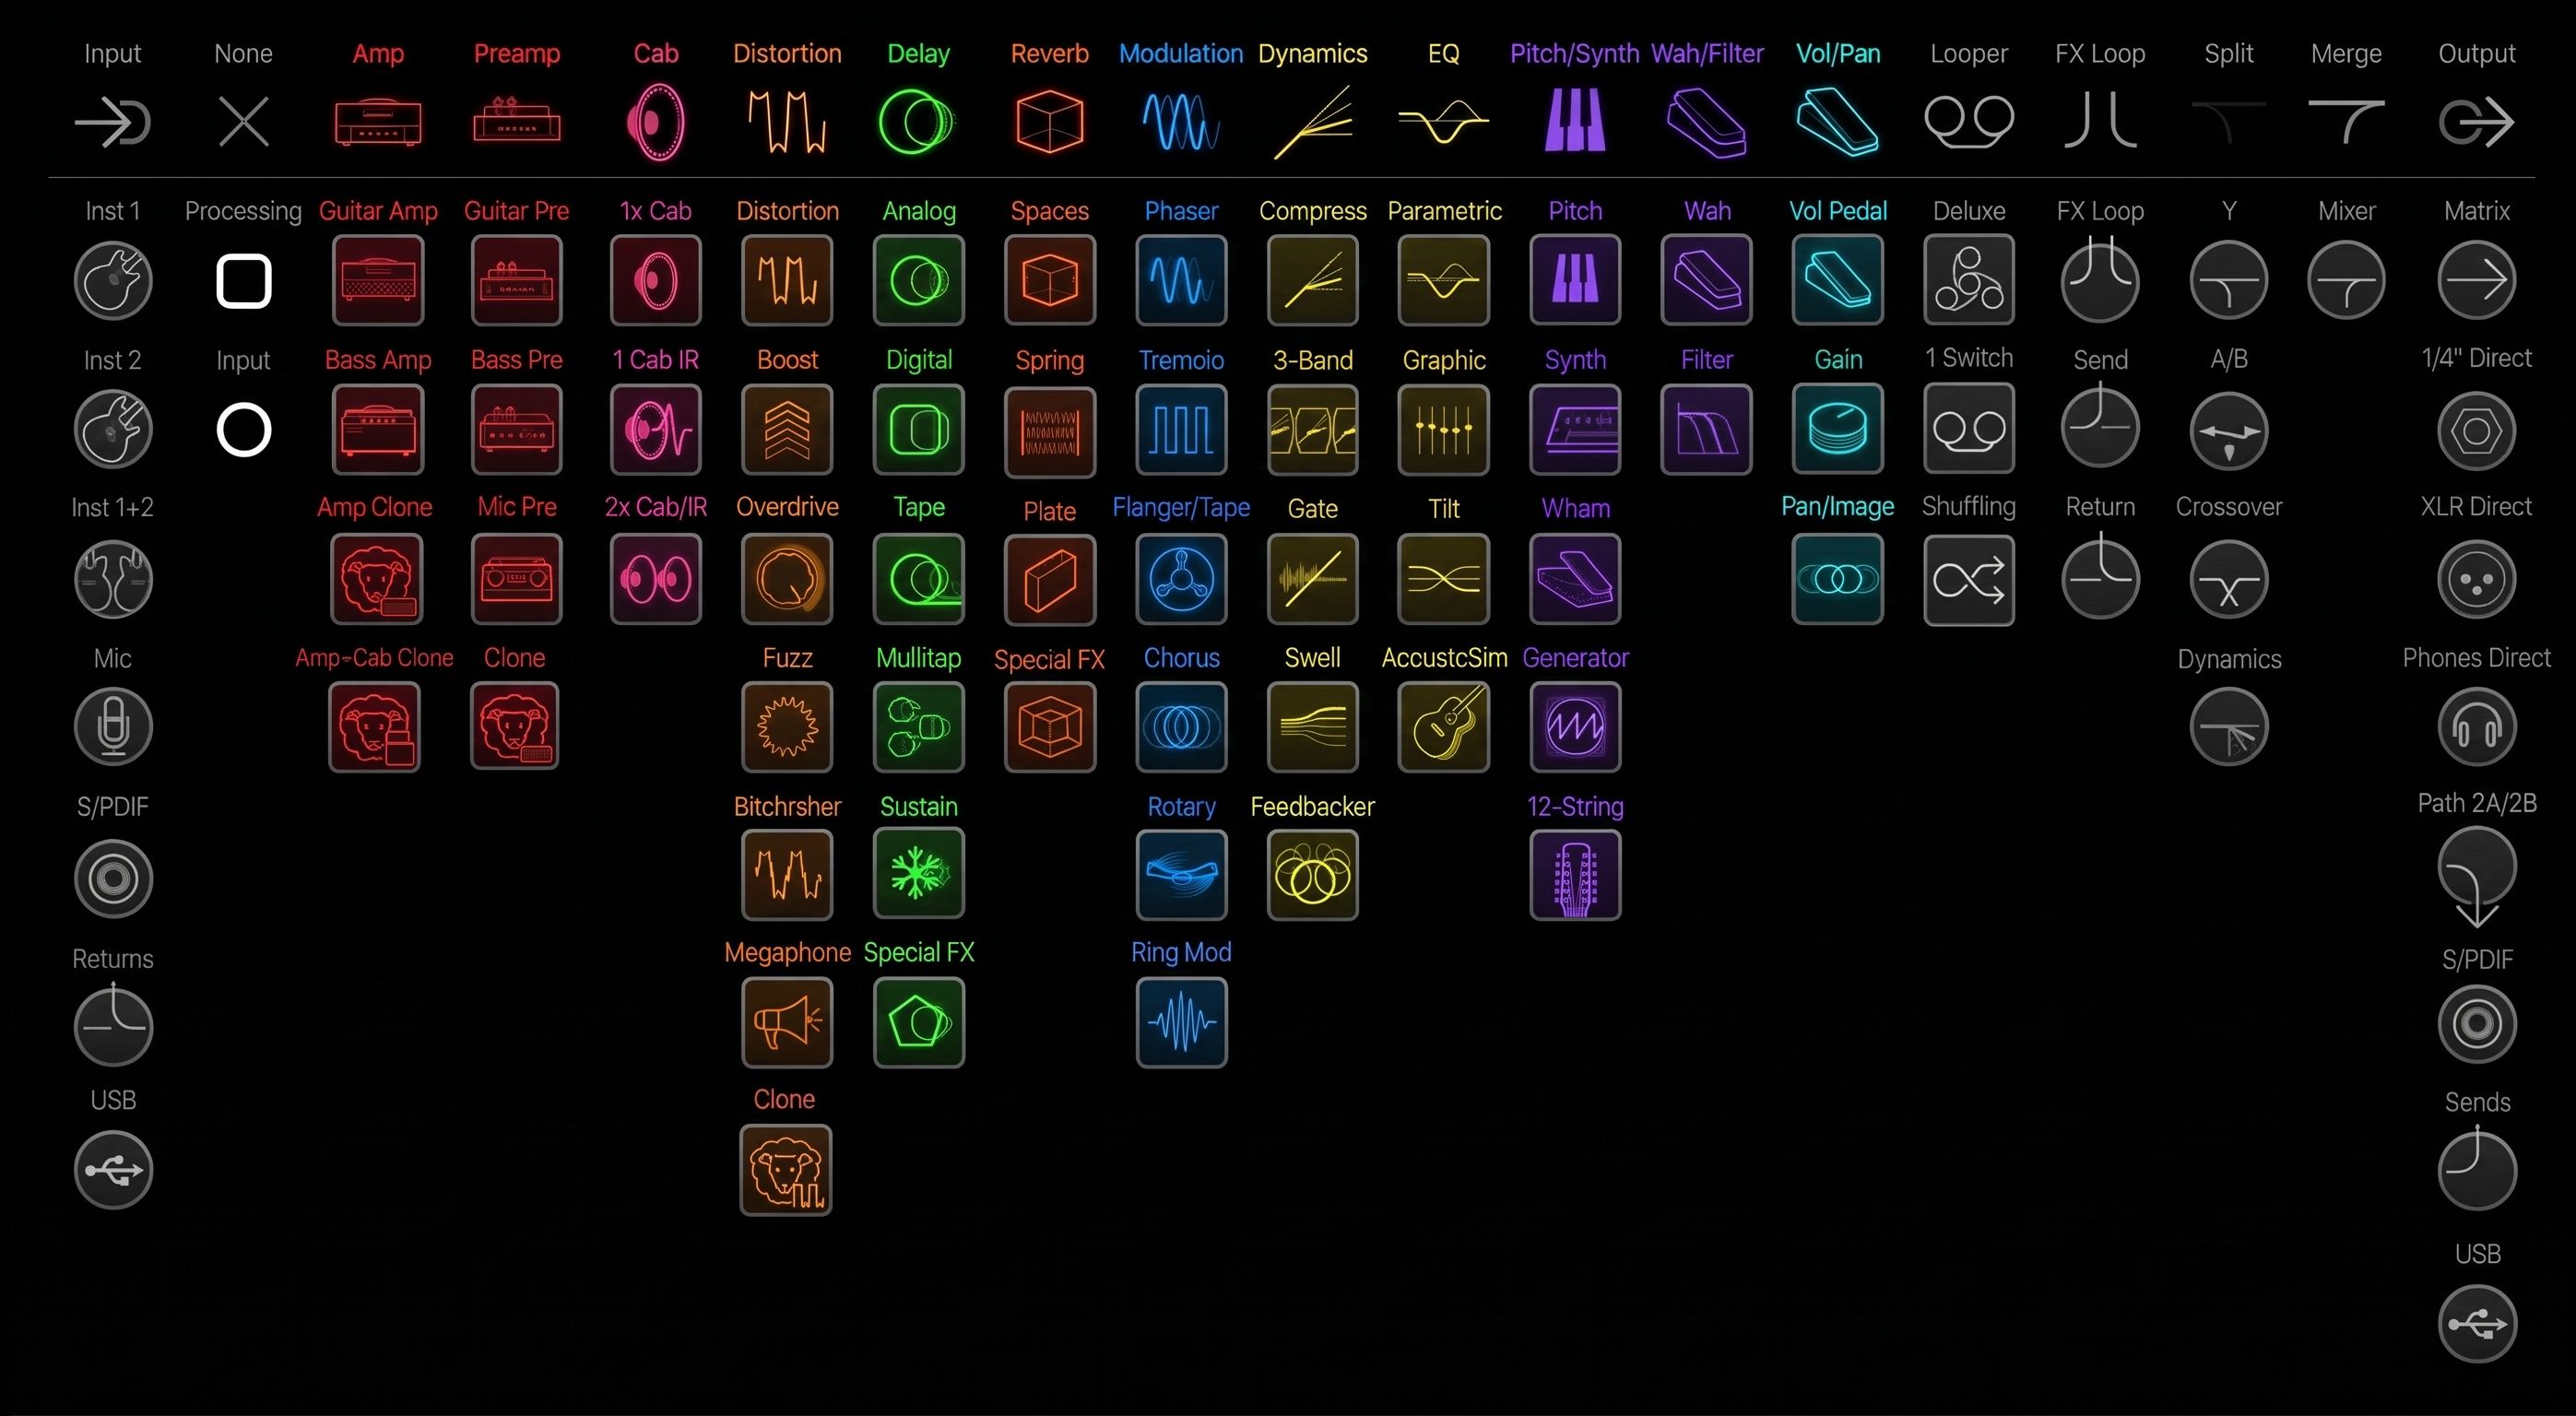 Input None Amp Preamp Cab Distortion Delay Reverb Modulation Dynamics EQ Pitch/Synth Wah/Filter Vol/Pan Looper FX Loop Split Merge Output
Inst 1 Processing Guitar Amp Guitar Pre 1x Cab Distortion Analog Spaces Phaser Compress Parametric Pitch Wah Vol Pedal Deluxe FX Loop Y Mixer Matrix
Inst 2 Input Bass Amp Bass Pre 1 Cab IR Boost Digital Spring Tremoio 3-Band Graphic Synth Filter Gain 1 Switch Send A/B 1/4" Direct
Inst 1+2 Amp Clone Mic Pre 2x Cab/IR Overdrive Tape Plate Flanger/Tape Gate Tilt Wham Pan/Image Shuffling Return Crossover XLR Direct
Mic Amp-Cab Clone Clone Fuzz Mullitap Special FX Chorus Swell AccustcSim Generator Dynamics Phones Direct
S/PDIF Bitchrsher Sustain Rotary Feedbacker 12-String Path 2A/2B
Returns Megaphone Special FX Ring Mod S/PDIF
USB Clone Sends
USB